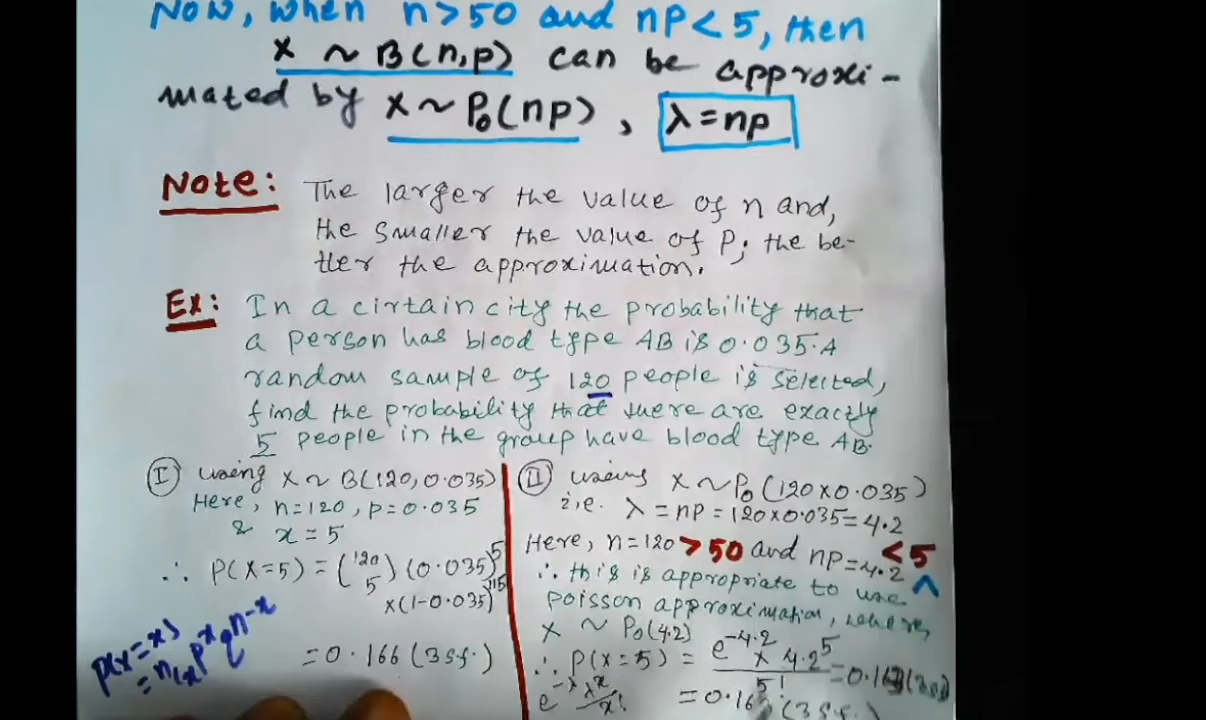 Now, when n>50 and np<5, then
X ~ B(n,p) can be approxi-
mated by X~Po(np), λ=np
Note: The larger the value of n and,
the smaller the value of P; the be-
tter the approximation.
Ex: In a cirtain city the probability that
a person has blood type AB is 0.035. A
random sample of 120 people is selected,
find the probability that there are exactly
5 people in the group have blood type AB.
(I) using X~B(120,0.035)
Here, n=120, p=0.035
& x=5
∴ P(X=5) = (120 5) (0.035)^5
×(1-0.035)^115
=0.166 (3sf.)
P(X=x)
=nCx p^x q^n-x
(II) using X~Po(120×0.035)
i.e. λ=np=120×0.035=4.2
Here, n=120 >50 and np=4.2 <5
∴ this is appropriate to use
poisson approximation, where,
X ~ Po(4.2)
∴ P(X=5) = e^-4.2 × 4.2^5 / 5!
e^-λ λ^x / x!
(3s.f.)